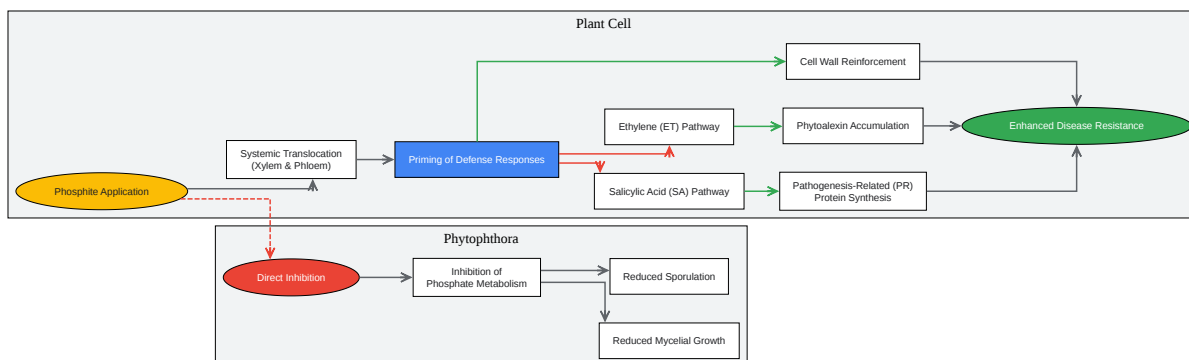 Plant Cell
Cell Wall Reinforcement
Ethylene (ET) Pathway
Phytoalexin Accumulation
Enhanced Disease Resistance
Systemic Translocation
(Xylem & Phloem)
Priming of Defense Responses
Phosphite Application
Salicylic Acid (SA) Pathway
Pathogenesis-Related (PR)
Protein Synthesis
Phytophthora
Direct Inhibition
Inhibition of
Phosphate Metabolism
Reduced Sporulation
Reduced Mycelial Growth